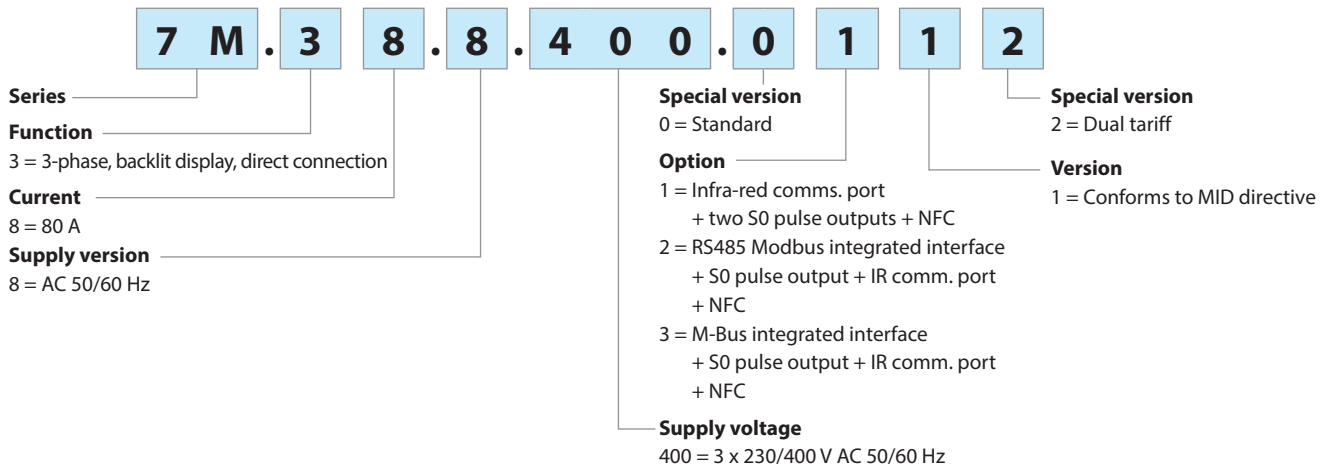 7 M . 3 8 . 8 . 4 0 0 . 0 1 1 2
Series
Function
3 = 3-phase, backlit display, direct connection
Current
8 = 80 A
Supply version
8 = AC 50/60 Hz
Special version
0 = Standard
Option
1 = Infra-red comms. port
+ two S0 pulse outputs + NFC
2 = RS485 Modbus integrated interface
+ S0 pulse output + IR comm. port
+ NFC
3 = M-Bus integrated interface
+ S0 pulse output + IR comm. port
+ NFC
Supply voltage
400 = 3 x 230/400 V AC 50/60 Hz
Special version
2 = Dual tariff
Version
1 = Conforms to MID directive